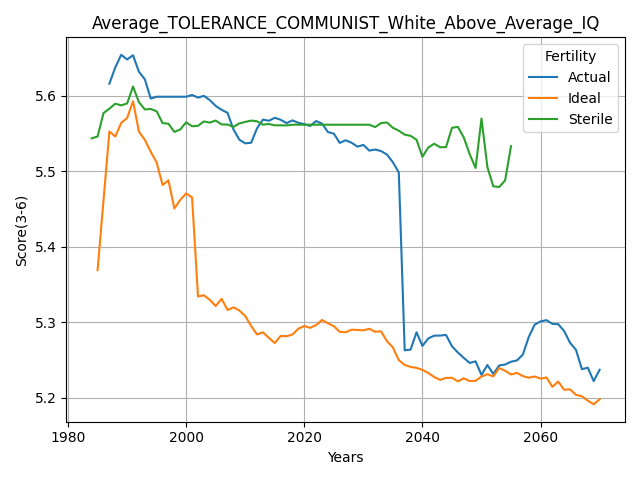 Average_TOLERANCE_COMMUNIST_White_Above_Average_IQ
Fertility
Actual
Ideal
Sterile
Score(3-6)
5.6
5.5
5.4
5.3
5.2
1980
2000
2020
2040
2060
Years